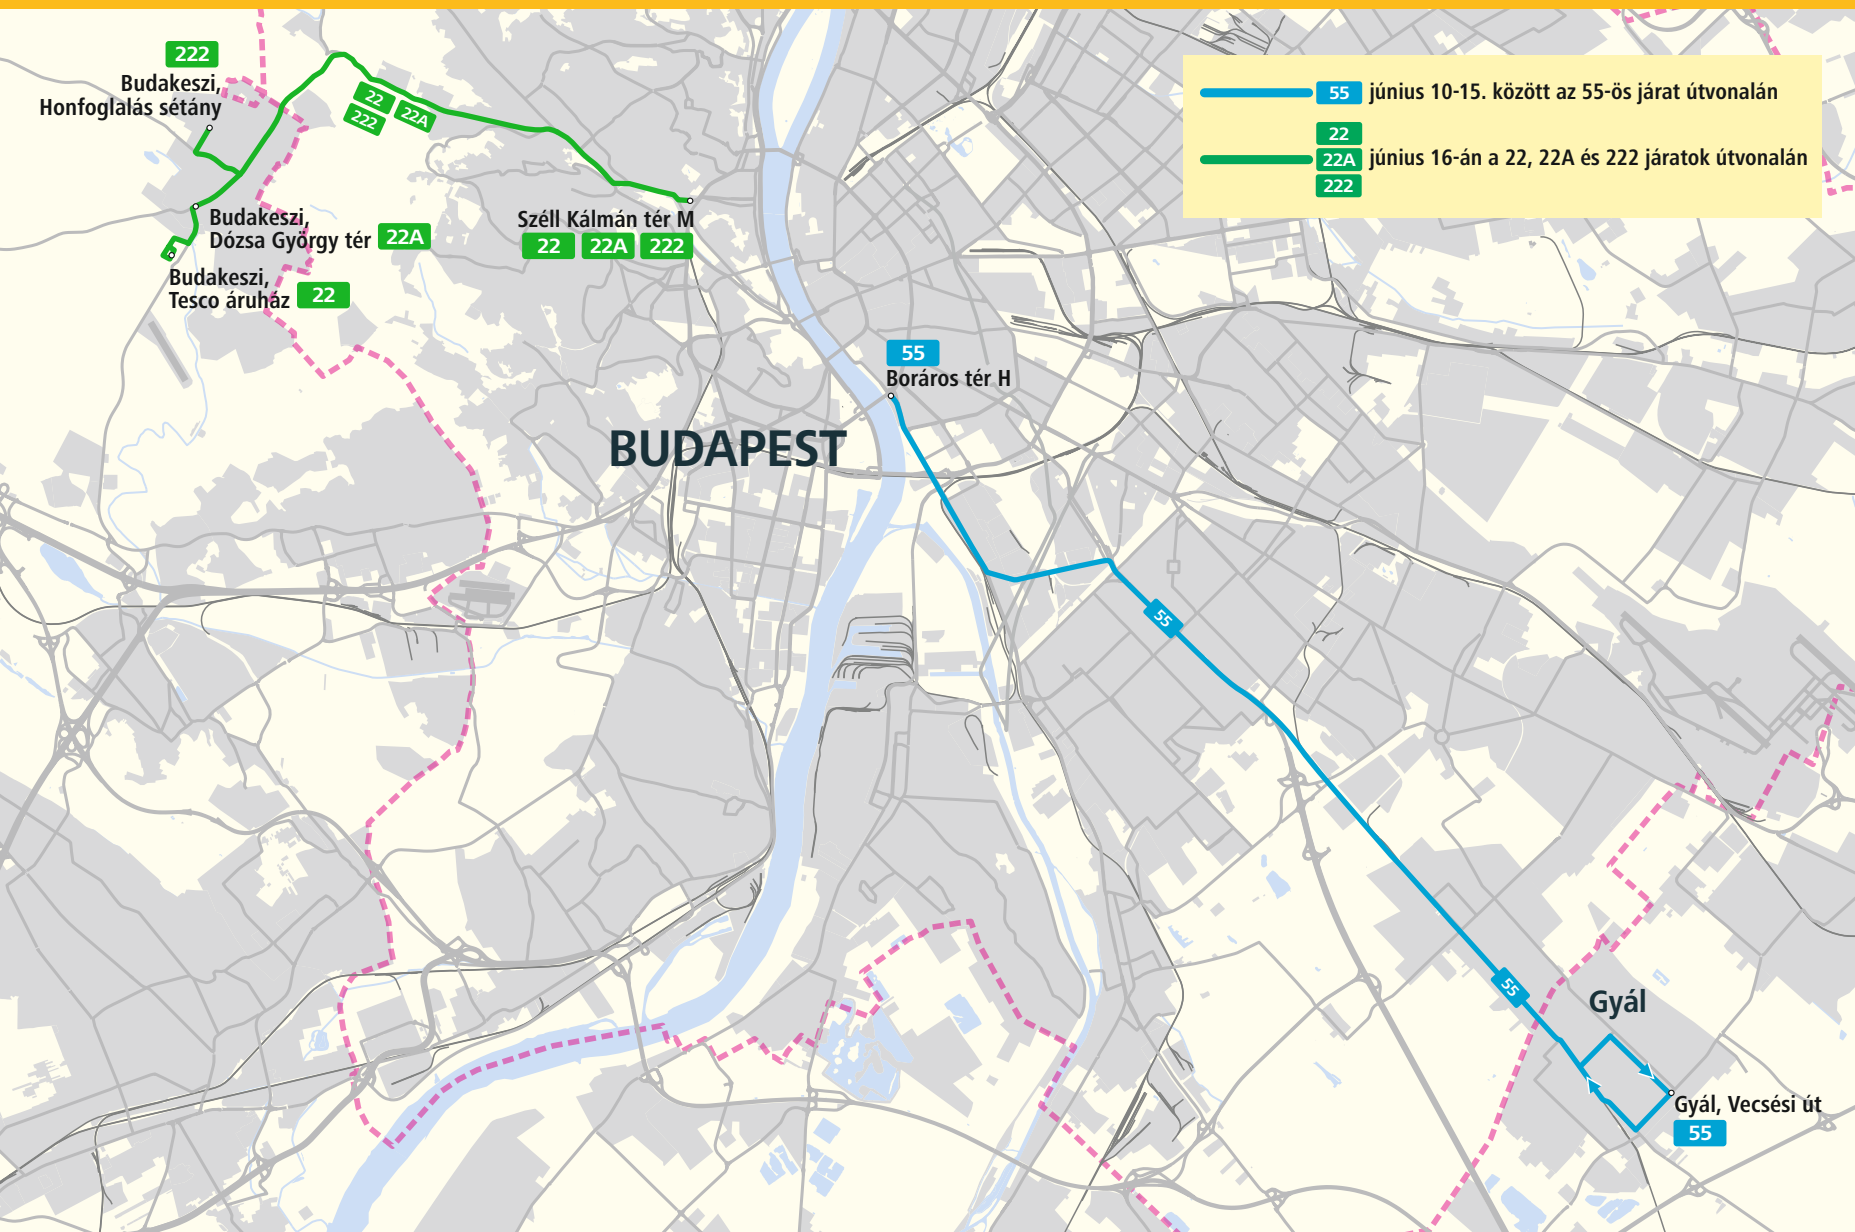 222
Budakeszi,
Honfoglalás sétány
22
22A
222
55 június 10-15. között az 55-ös járat útvonalán
22
22A június 16-án a 22, 22A és 222 járatok útvonalán
222
Budakeszi,
Dózsa György tér 22A
Széll Kálmán tér M
22 22A 222
Budakeszi,
Tesco áruház 22
55
Boráros tér H
BUDAPEST
55
55
Gyál
Gyál, Vecsési út
55